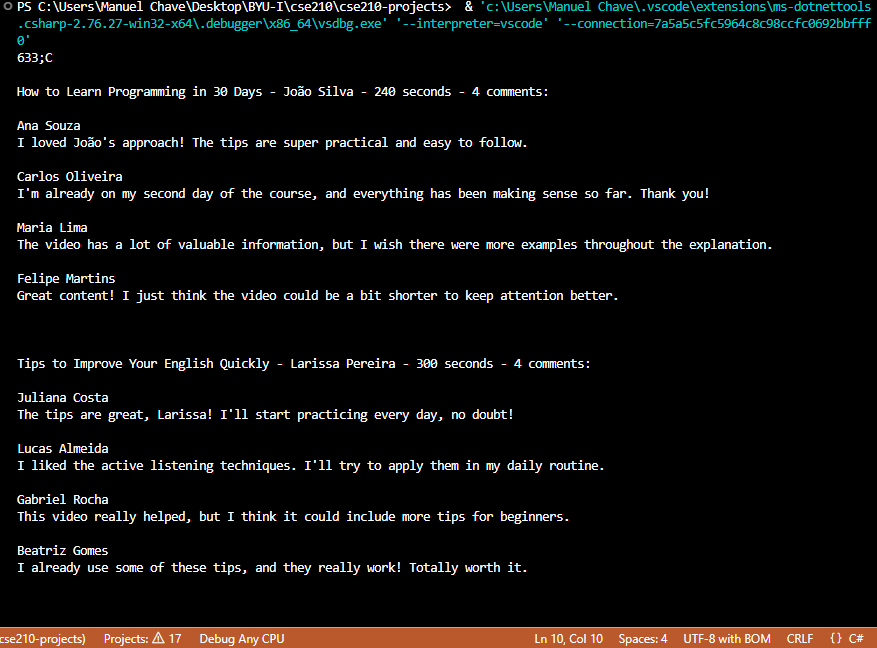 PS C:\Users\Manuel Chave\Desktop\BYU-I\cse210\cse210-projects>  & 'c:\Users\Manuel Chave\.vscode\extensions\ms-dotnettools
.csharp-2.76.27-win32-x64\.debugger\x86_64\vsdbg.exe' '--interpreter=vscode' '--connection=7a5a5c5fc5964c8c98ccfc0692bbfff
0'
633;C
How to Learn Programming in 30 Days - João Silva - 240 seconds - 4 comments:
Ana Souza
I loved João's approach! The tips are super practical and easy to follow.
Carlos Oliveira
I'm already on my second day of the course, and everything has been making sense so far. Thank you!
Maria Lima
The video has a lot of valuable information, but I wish there were more examples throughout the explanation.
Felipe Martins
Great content! I just think the video could be a bit shorter to keep attention better.
Tips to Improve Your English Quickly - Larissa Pereira - 300 seconds - 4 comments:
Juliana Costa
The tips are great, Larissa! I'll start practicing every day, no doubt!
Lucas Almeida
I liked the active listening techniques. I'll try to apply them in my daily routine.
Gabriel Rocha
This video really helped, but I think it could include more tips for beginners.
Beatriz Gomes
I already use some of these tips, and they really work! Totally worth it.
cse210-projects) Projects: ⚠ 17 Debug Any CPU Ln 10, Col 10 Spaces: 4 UTF-8 with BOM CRLF {} C#